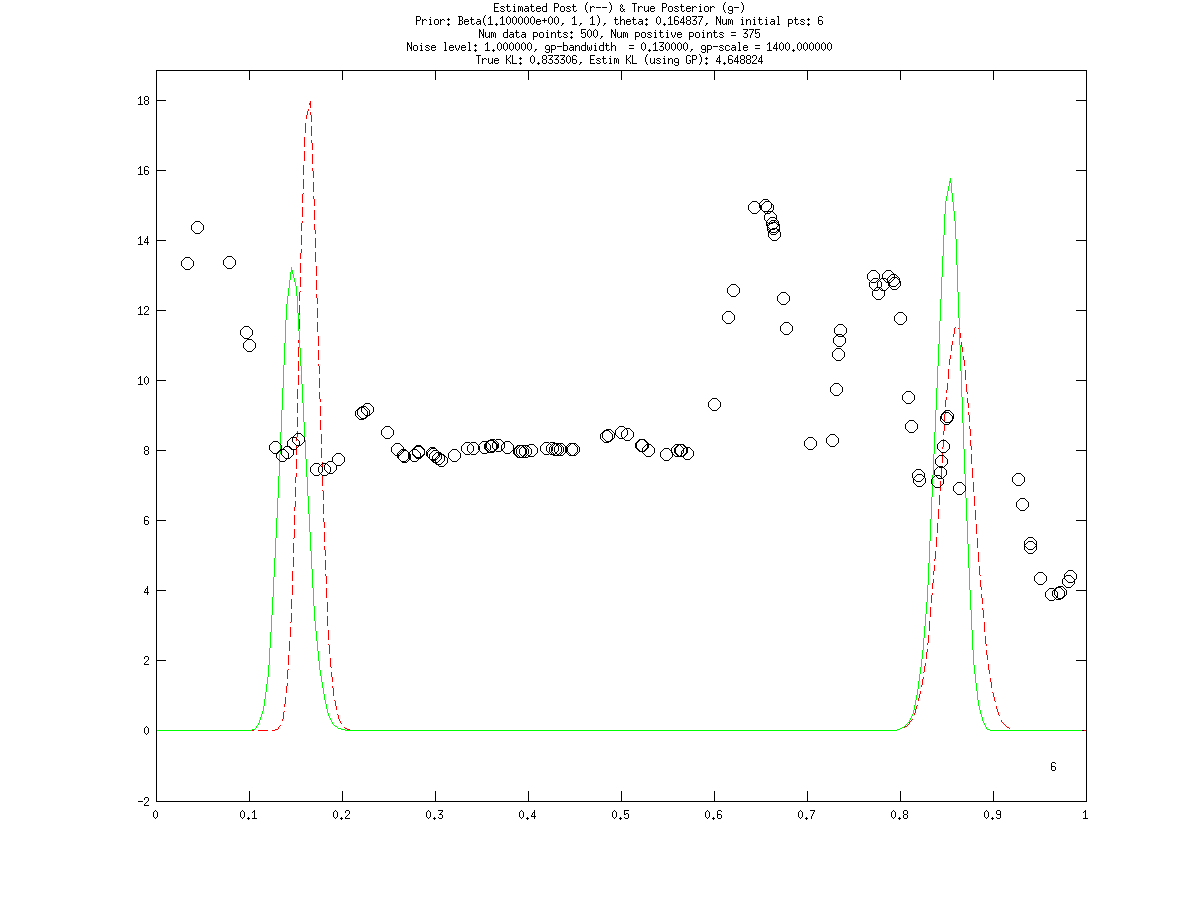 Estimated Post (r--) & True Posterior (g-)
Prior: Beta(1.100000e+00, 1, 1), theta: 0.164837, Num initial pts: 6
Num data points: 500, Num positive points = 375
Noise level: 1.000000, gp-bandwidth  = 0.130000, gp-scale = 1400.000000
True KL: 0.833306, Estim KL (using GP): 4.648824
18
16
14
12
10
8
6
4
2
0
6
-2
0 0.1 0.2 0.3 0.4 0.5 0.6 0.7 0.8 0.9 1